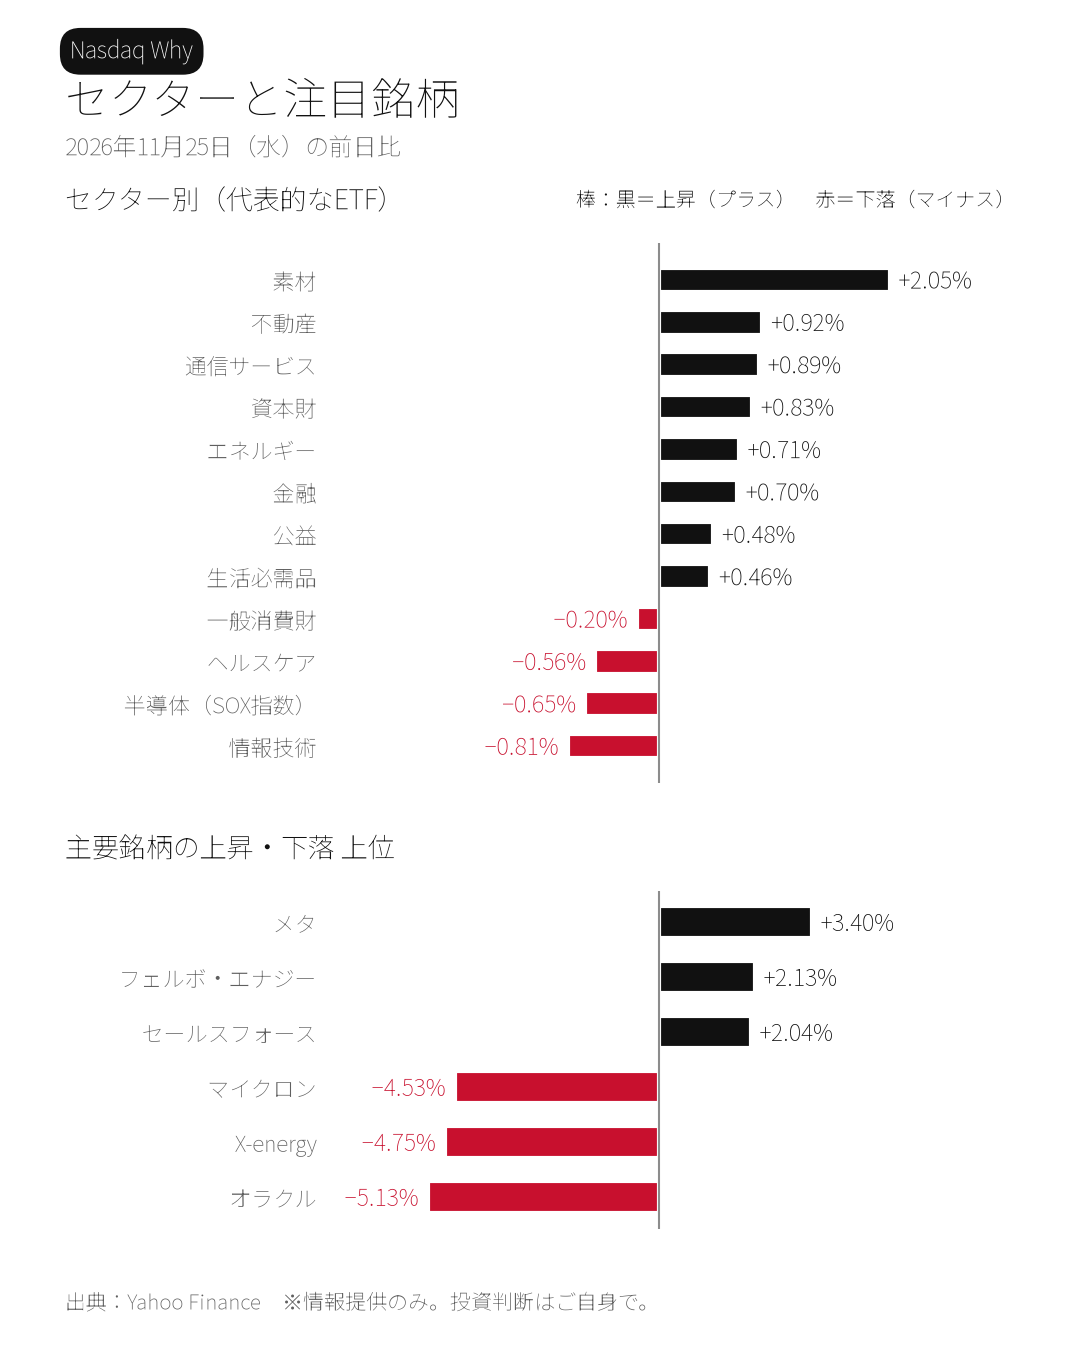 Nasdaq Why
セクターと注目銘柄
2026年11月25日（水）の前日比
セクター別（代表的なETF）
棒：黒＝上昇（プラス）　赤＝下落（マイナス）
素材 +2.05%
不動産 +0.92%
通信サービス +0.89%
資本財 +0.83%
エネルギー +0.71%
金融 +0.70%
公益 +0.48%
生活必需品 +0.46%
一般消費財 −0.20%
ヘルスケア −0.56%
半導体（SOX指数） −0.65%
情報技術 −0.81%
主要銘柄の上昇・下落 上位
メタ +3.40%
フェルボ・エナジー +2.13%
セールスフォース +2.04%
マイクロン −4.53%
X-energy −4.75%
オラクル −5.13%
出典：Yahoo Finance　※情報提供のみ。投資判断はご自身で。